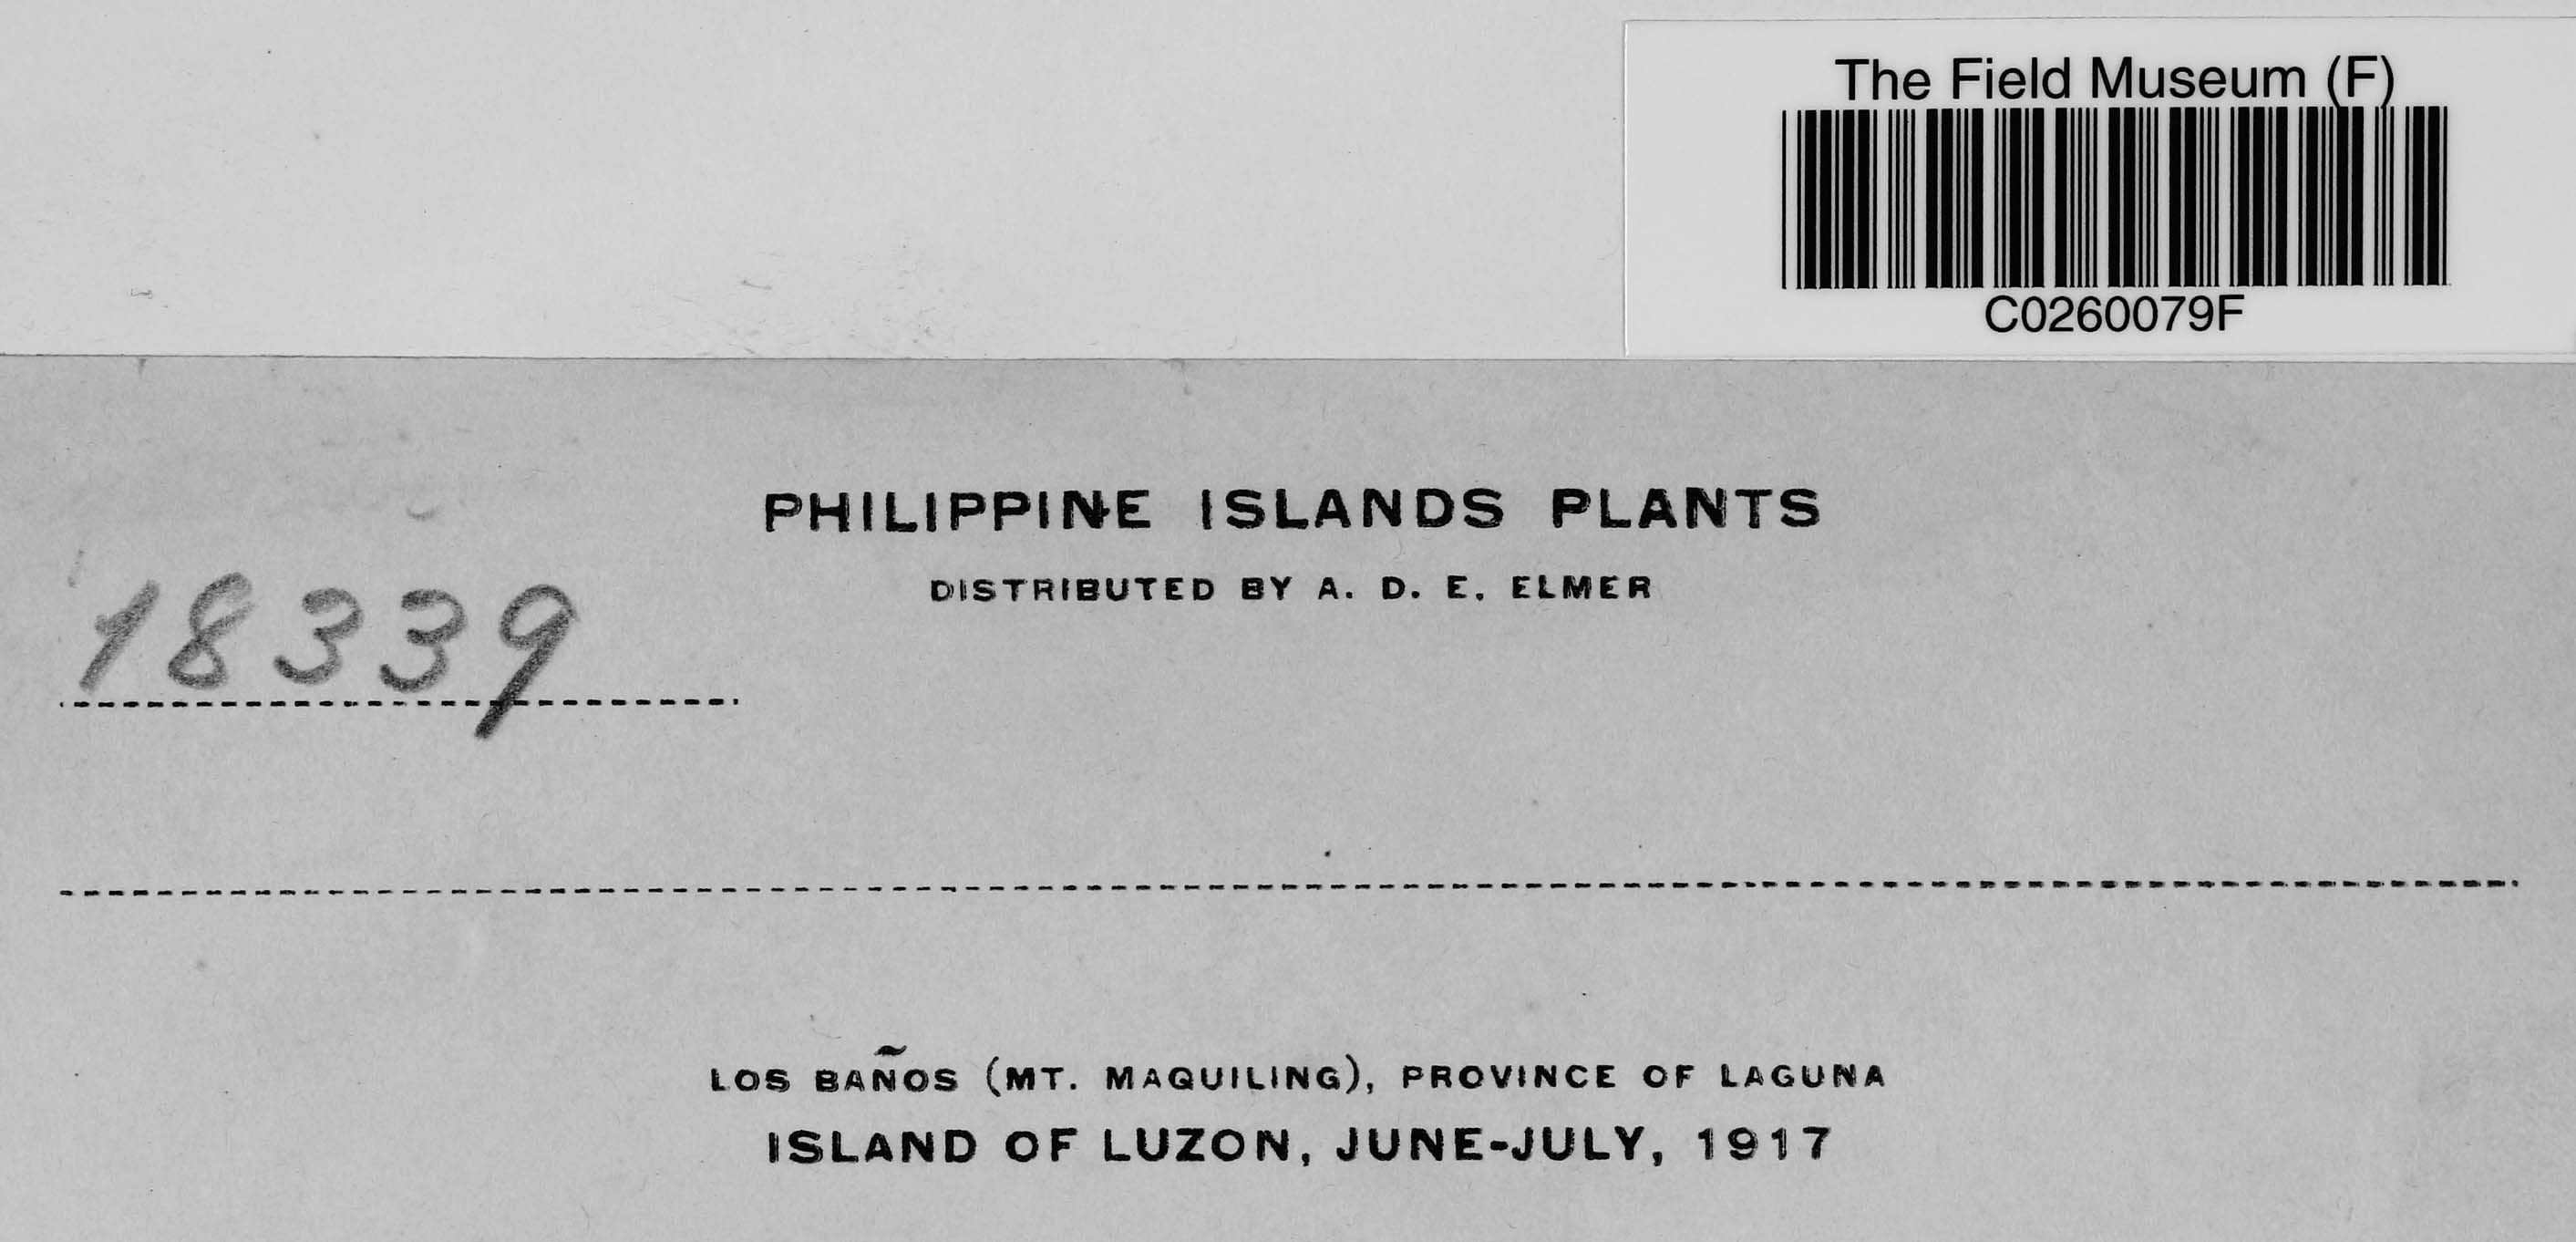 The Field Museum (F)
C0260079F
PHILIPPINE ISLANDS PLANTS
DISTRIBUTED BY A. D. E. ELMER
18339
LOS BAÑOS (MT. MAQUILING), PROVINCE OF LAGUNA
ISLAND OF LUZON, JUNE-JULY, 1917